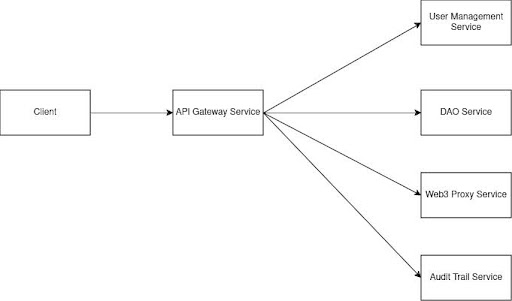 User Management
Service
Client
API Gateway Service
DAO Service
Web3 Proxy Service
Audit Trail Service